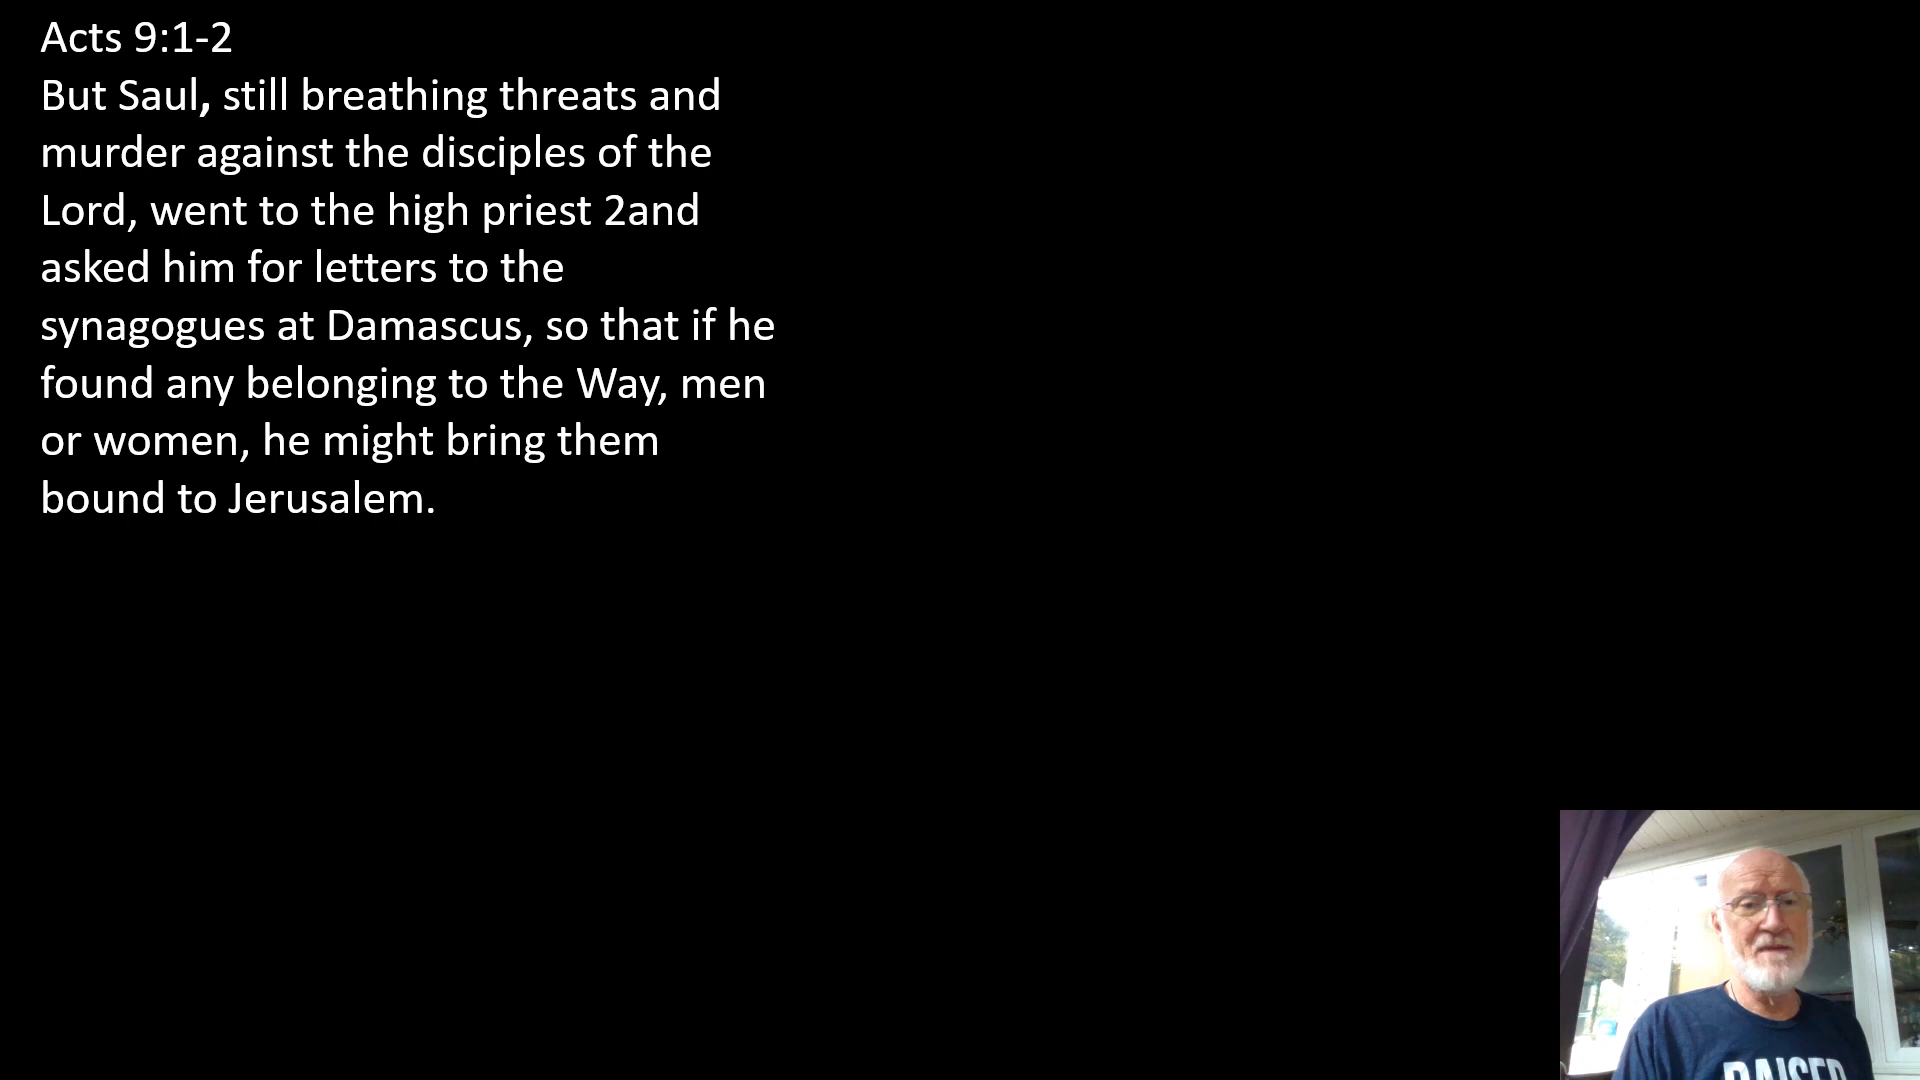 Acts 9:1-2
But Saul, still breathing threats and
murder against the disciples of the
Lord, went to the high priest 2and
asked him for letters to the
synagogues at Damascus, so that if he
found any belonging to the Way, men
or women, he might bring them
bound to Jerusalem.
RAISED